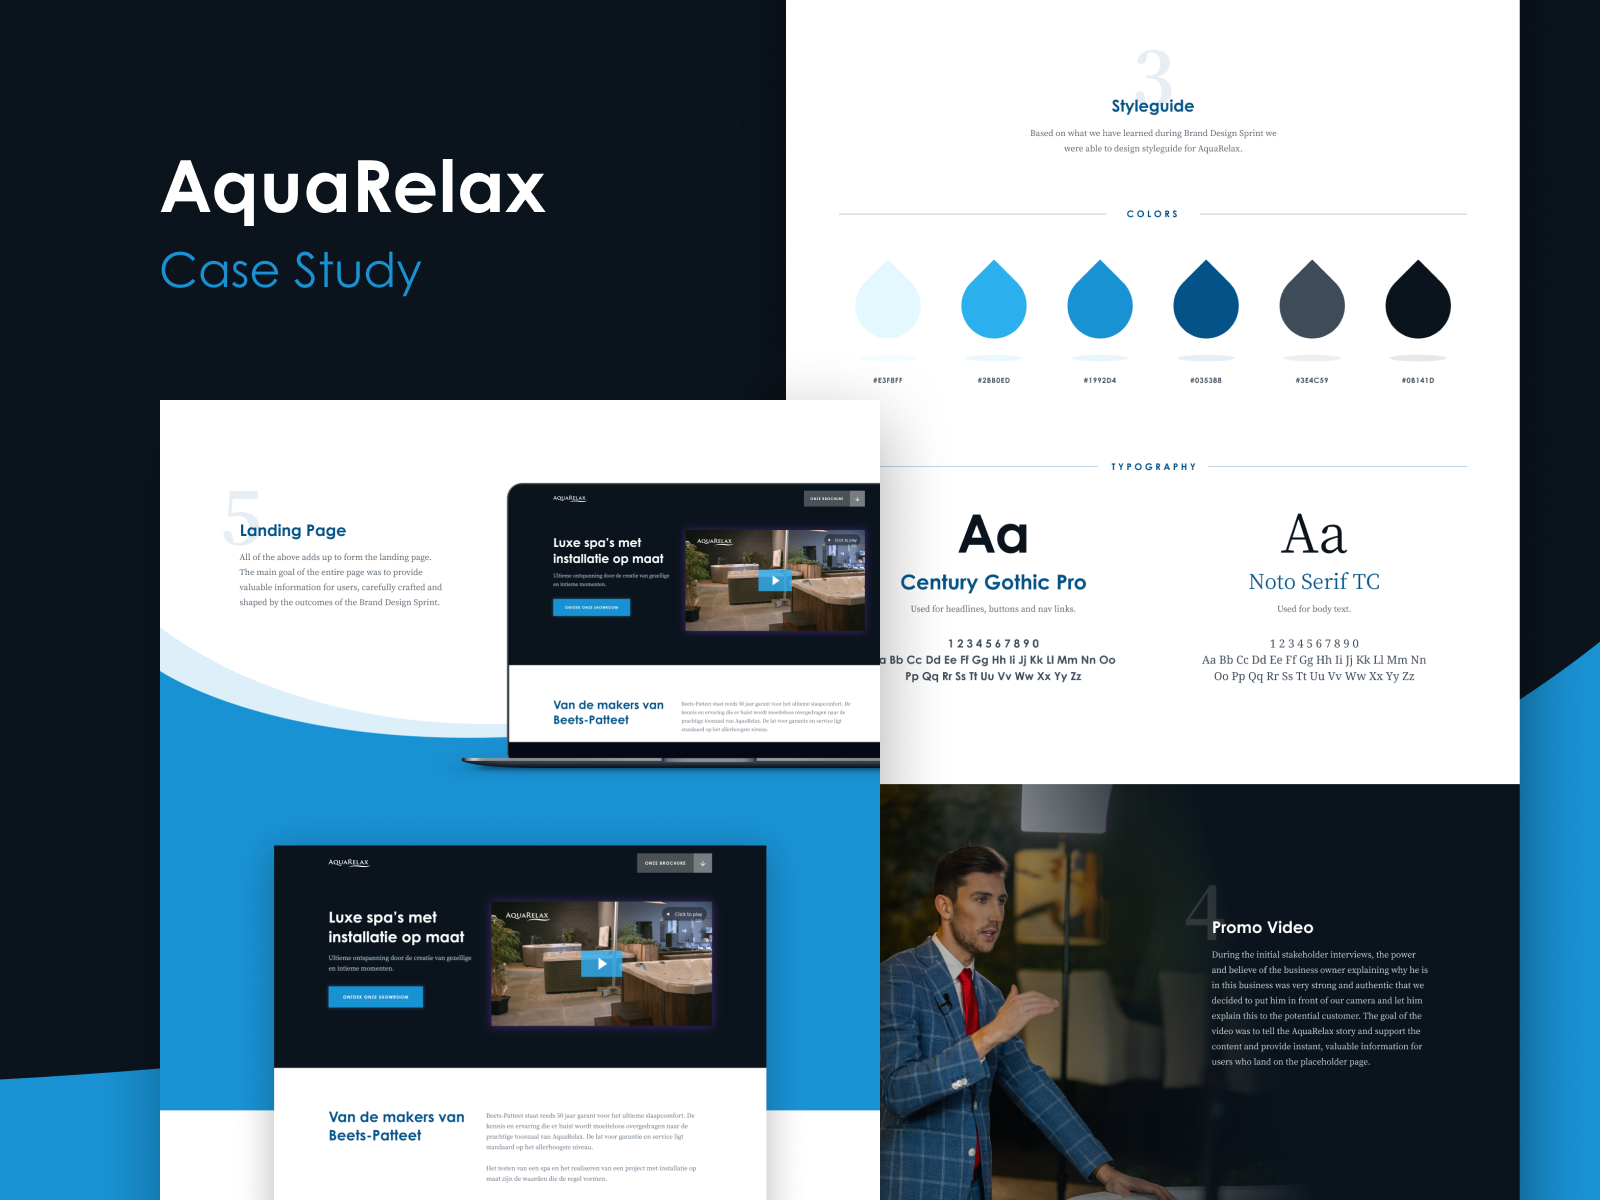 AquaRelax
Case Study
3
Styleguide
Based on what we have learned during Brand Design Sprint we
were able to design styleguide for AquaRelax.
COLORS
#E3F8FF
#2BB0ED
#1992D4
#035388
#3E4C59
#0B141D
TYPOGRAPHY
Aa
Century Gothic Pro
Used for headlines, buttons and nav links.
1 2 3 4 5 6 7 8 9 0
a Bb Cc Dd Ee Ff Gg Hh Ii Jj Kk Ll Mm Nn Oo
Pp Qq Rr Ss Tt Uu Vv Ww Xx Yy Zz
Aa
Noto Serif TC
Used for body text.
1 2 3 4 5 6 7 8 9 0
Aa Bb Cc Dd Ee Ff Gg Hh Ii Jj Kk Ll Mm Nn
Oo Pp Qq Rr Ss Tt Uu Vv Ww Xx Yy Zz
5
Landing Page
All of the above adds up to form the landing page.
The main goal of the entire page was to provide
valuable information for users, carefully crafted and
shaped by the outcomes of the Brand Design Sprint.
AQUARELAX
ONZE BROCHURE
Luxe spa's met
installatie op maat
Ultieme ontspanning door de creatie van gezellige
en intieme momenten.
ONTDEK ONZE SHOWROOM
AQUARELAX
Click to play
Van de makers van
Beets-Patteet
Beets-Patteet staat reeds 50 jaar garant voor het ultieme slaapcomfort. De
kennis en ervaring die er huist wordt moeiteloos overgedragen naar de
prachtige toonzaal van AquaRelax. De lat voor garantie en service ligt
standaard op het allerhoogste niveau.
AQUARELAX
ONZE BROCHURE
Luxe spa's met
installatie op maat
Ultieme ontspanning door de creatie van gezellige
en intieme momenten.
ONTDEK ONZE SHOWROOM
AQUARELAX
Click to play
Van de makers van
Beets-Patteet
Beets-Patteet staat reeds 50 jaar garant voor het ultieme slaapcomfort. De
kennis en ervaring die er huist wordt moeiteloos overgedragen naar de
prachtige toonzaal van AquaRelax. De lat voor garantie en service ligt
standaard op het allerhoogste niveau.
Het testen van een spa en het realiseren van een project met installatie op
maat zijn de waarden die de regel vormen.
4
Promo Video
During the initial stakeholder interviews, the power
and believe of the business owner explaining why he is
in this business was very strong and authentic that we
decided to put him in front of our camera and let him
explain this to the potential customer. The goal of the
video was to tell the AquaRelax story and support the
content and provide instant, valuable information for
users who land on the placeholder page.